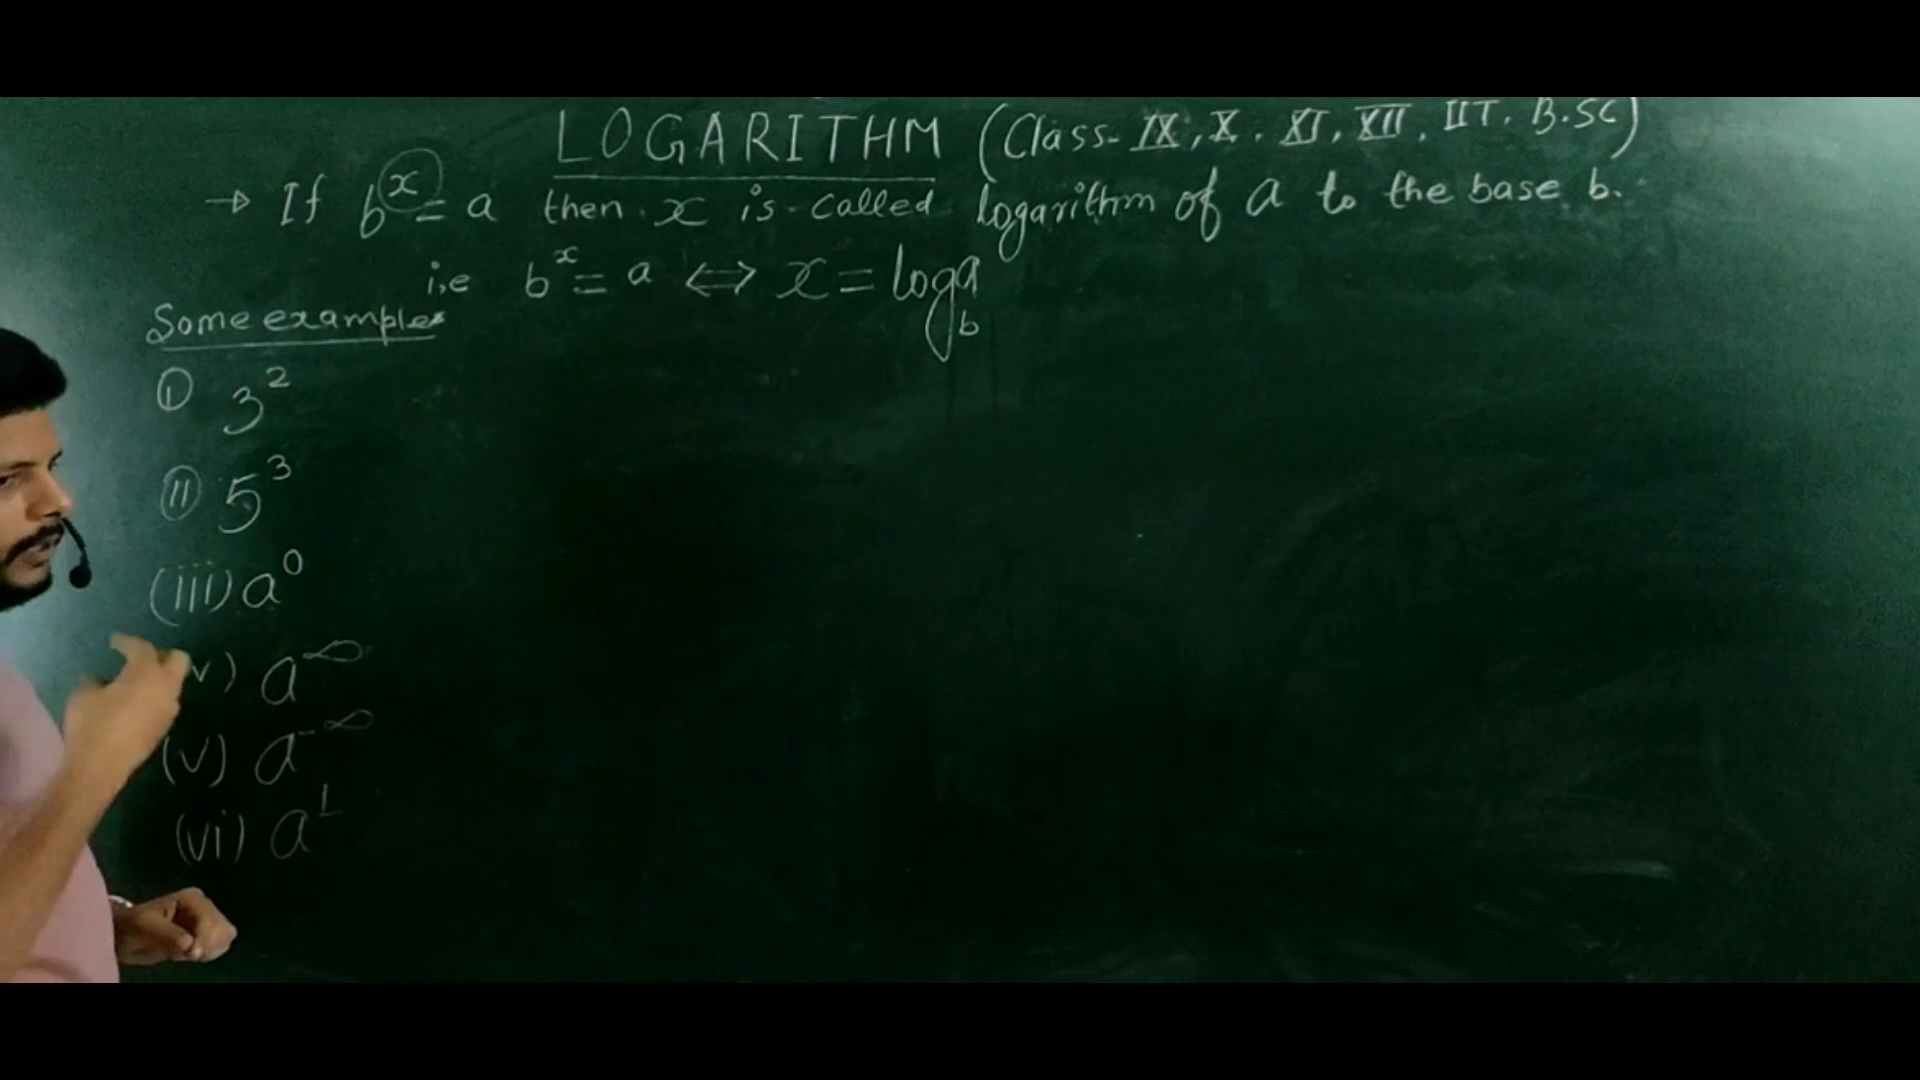 LOGARITHM (Class- IX, X, XI, XII, IIT. B.SC)
→ If b^x = a then x is called logarithm of a to the base b.
i.e b^x = a ⟺ x = log_b a
Some examples
(i) 3^2
(ii) 5^3
(iii) a^0
v) a^∞
(v) a^-∞
(vi) a^1